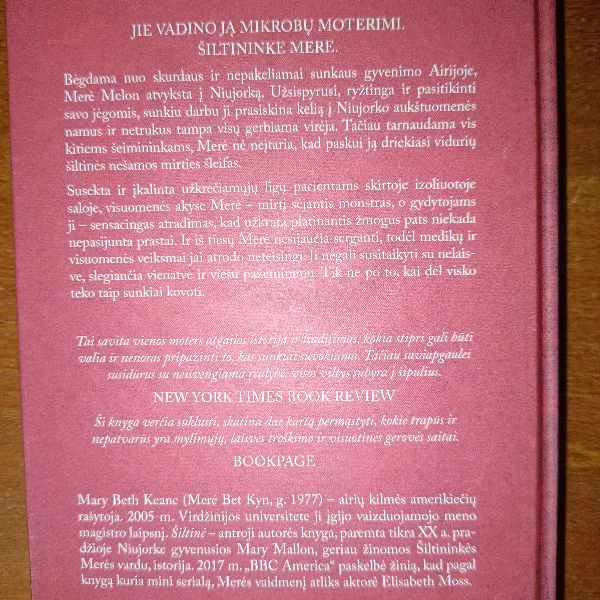 JIE VADINO JĄ MIKROBŲ MOTERIMI.
ŠILTININKE MERE.
Bėgdama nuo skurdaus ir nepakeliamai sunkaus gyvenimo Airijoje,
Merė Melon atvyksta į Niujorką. Užsispyrusi, ryžtinga ir pasitikinti
savo jėgomis, sunkiu darbu ji prasiskina kelią į Niujorko aukštuomenės
namus ir netrukus tampa visų gerbiama virėja. Tačiau tarnaudama vis
kitiems šeimininkams, Merė nė neįtaria, kad paskui ją driekiasi vidurių
šiltinės nešamos mirties šleifas.
Susekta ir įkalinta užkrečiamųjų ligų pacientams skirtoje izoliuotoje
saloje, visuomenės akyse Merė – mirtį sėjantis monstras, o gydytojams
ji – sensacingas atradimas, kad užkratą platinantis žmogus pats niekada
nepasijunta prastai. Ir iš tiesų Merė nesijaučia serganti, todėl medikų ir
visuomenės veiksmai jai atrodo neteisingi. Ji negali susitaikyti su nelais-
ve, slegiančia vienatve ir viešu pažeminimu. Tik ne po to, kai dėl visko
teko taip sunkiai kovoti.
Tai savita vienos moters atgailos istorija ir liudijimas, kokia stipri gali būti
valia ir nenoras pripažinti to, kas sunkiai suvokiama. Tačiau saviapgaulei
susidūrus su neišvengiama realybe, visos viltys subyra į šipulius.
NEW YORK TIMES BOOK REVIEW
Ši knyga verčia suklusti, skatina dar kartą permąstyti, kokie trapūs ir
nepatvarūs yra mylimųjų, laisvės troškimo ir visuotinės gerovės saitai.
BOOKPAGE
Mary Beth Keane (Merė Bet Kyn, g. 1977) – airių kilmės amerikiečių
rašytoja. 2005 m. Virdžinijos universitete ji įgijo vaizduojamojo meno
magistro laipsnį. Šiltinė – antroji autorės knyga, paremta tikra XX a. pra-
džioje Niujorke gyvenusios Mary Mallon, geriau žinomos Šiltininkės
Merės vardu, istorija. 2017 m. „BBC America“ paskelbė žinią, kad pagal
knygą kuria mini serialą, Merės vaidmenį atliks aktorė Elisabeth Moss.